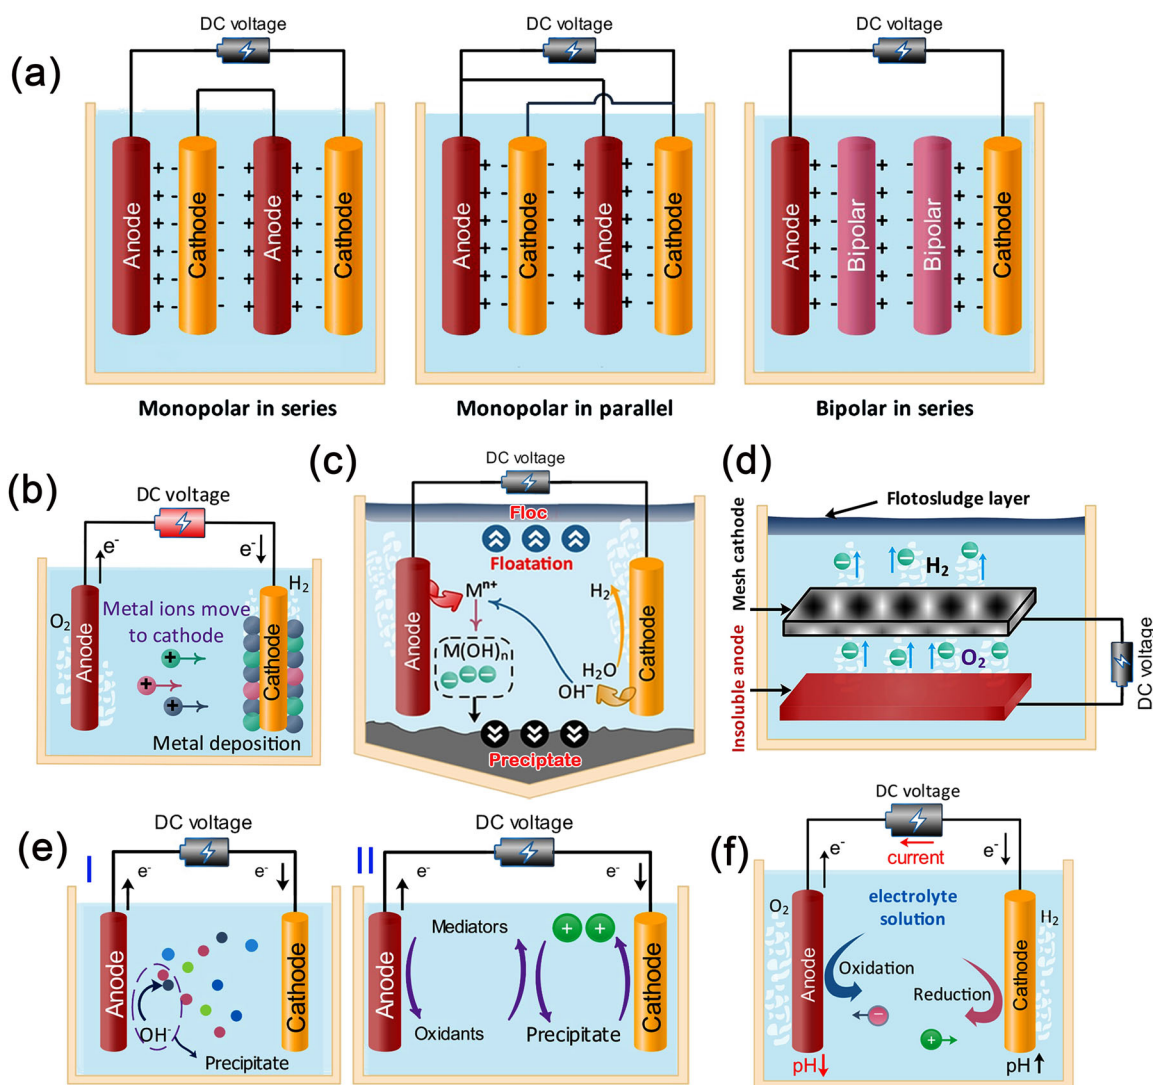 (a)
DC voltage
DC voltage
DC voltage
Anode
Cathode
Anode
Cathode
Anode
Cathode
Anode
Cathode
Anode
Bipolar
Bipolar
Cathode
Monopolar in series
Monopolar in parallel
Bipolar in series
(b)
DC voltage
e-
e-
H2
O2
Metal ions move
to cathode
Anode
Cathode
Metal deposition
(c)
DC voltage
Floc
Floatation
Anode
Mn+
H2
M(OH)n
H2O
OH-
Cathode
Preciptate
(d)
Flotosludge layer
Mesh cathode
H2
O2
Insoluble anode
DC voltage
(e)
I
DC voltage
e-
e-
Anode
Cathode
OH-
Precipitate
II
DC voltage
e-
e-
Mediators
Anode
Cathode
Oxidants
Precipitate
(f)
DC voltage
e-
current
e-
O2
electrolyte
solution
H2
Anode
Oxidation
Reduction
Cathode
pH↓
pH↑